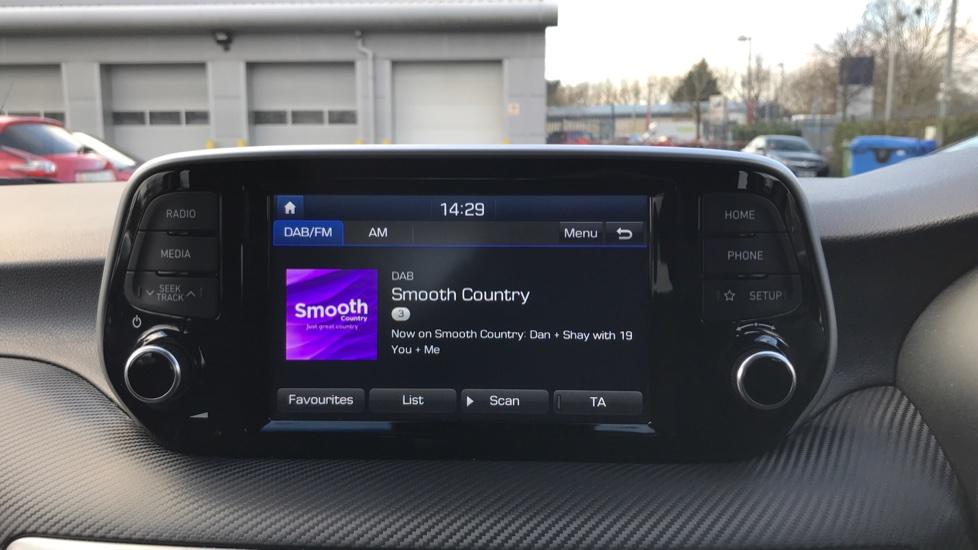 14:29
DAB/FM AM Menu
RADIO
MEDIA
SEEK
TRACK
HOME
PHONE
SETUP
DAB
Smooth Country
3
Now on Smooth Country: Dan + Shay with 19
You + Me
Smooth
Country
Just great country
Favourites List Scan TA